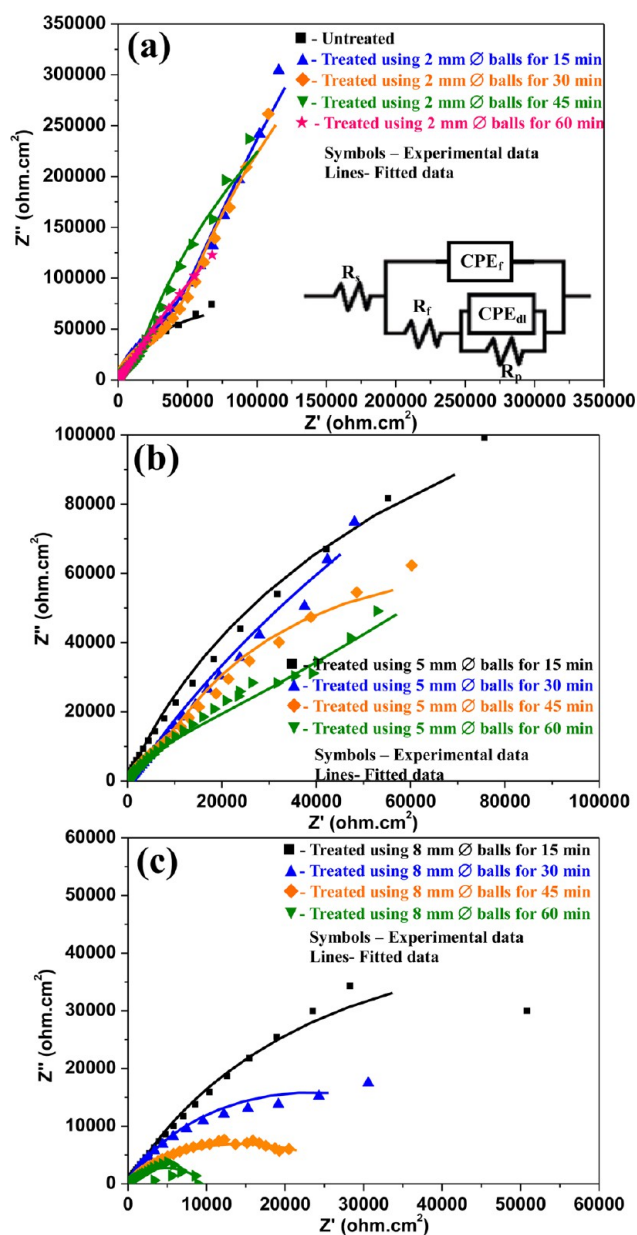 (a)
350000
300000
250000
200000
150000
100000
50000
0
Z" (ohm.cm²)
- Untreated
- Treated using 2 mm ∅ balls for 15 min
- Treated using 2 mm ∅ balls for 30 min
- Treated using 2 mm ∅ balls for 45 min
- Treated using 2 mm ∅ balls for 60 min
Symbols – Experimental data
Lines- Fitted data
Rs
CPEf
Rf
CPEdl
Rp
0 50000 100000 150000 200000 250000 300000 350000
Z' (ohm.cm²)
(b)
100000
80000
60000
40000
20000
0
Z" (ohm.cm²)
- Treated using 5 mm ∅ balls for 15 min
- Treated using 5 mm ∅ balls for 30 min
- Treated using 5 mm ∅ balls for 45 min
- Treated using 5 mm ∅ balls for 60 min
Symbols – Experimental data
Lines- Fitted data
0 20000 40000 60000 80000 100000
Z' (ohm.cm²)
(c)
60000
50000
40000
30000
20000
10000
0
Z" (ohm.cm²)
- Treated using 8 mm ∅ balls for 15 min
- Treated using 8 mm ∅ balls for 30 min
- Treated using 8 mm ∅ balls for 45 min
- Treated using 8 mm ∅ balls for 60 min
Symbols – Experimental data
Lines- Fitted data
0 10000 20000 30000 40000 50000 60000
Z' (ohm.cm²)